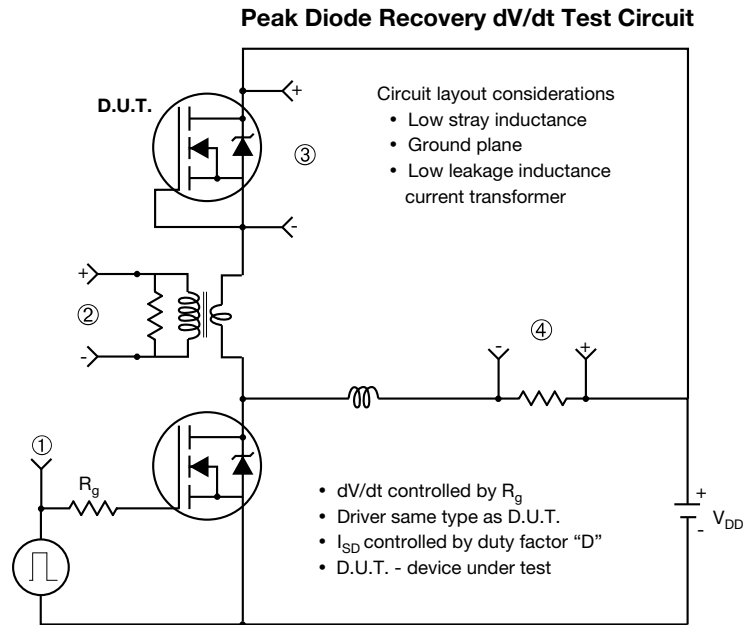 Peak Diode Recovery dV/dt Test Circuit
D.U.T.
+
-
③
Circuit layout considerations
• Low stray inductance
• Ground plane
• Low leakage inductance
current transformer
+
②
-
④
-
+
①
Rg
• dV/dt controlled by Rg
• Driver same type as D.U.T.
• ISD controlled by duty factor “D”
• D.U.T. - device under test
+
-
VDD